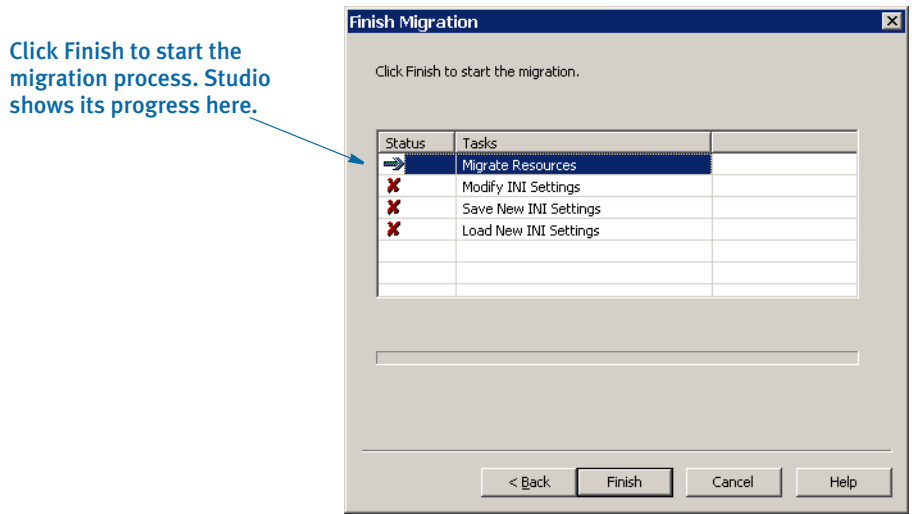 Finish Migration
Click Finish to start the
migration process. Studio
shows its progress here.
Click Finish to start the migration.
Status Tasks
Migrate Resources
Modify INI Settings
Save New INI Settings
Load New INI Settings
< Back Finish Cancel Help